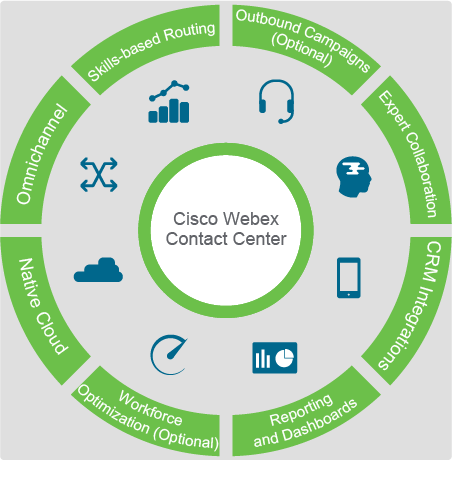 Cisco Webex
Contact Center
Skills-based Routing
Outbound Campaigns
(Optional)
Expert Collaboration
CRM Integrations
Reporting
and Dashboards
Workforce
Optimization (Optional)
Native Cloud
Omnichannel